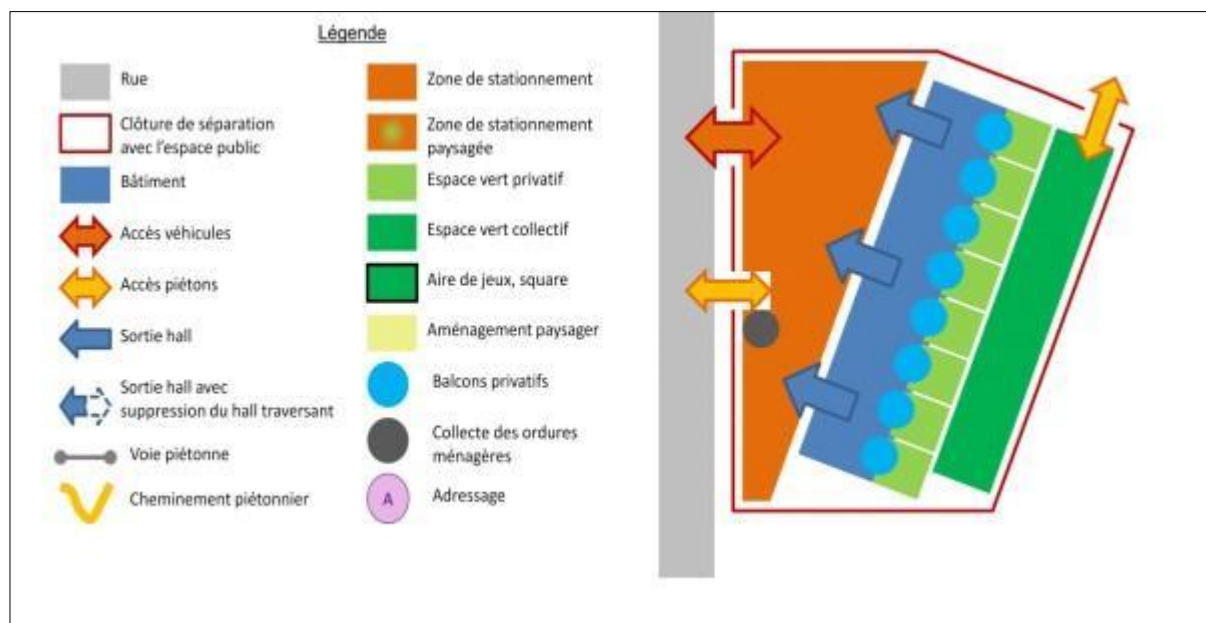 Légende
Rue
Clôture de séparation
avec l'espace public
Bâtiment
Accès véhicules
Accès piétons
Sortie hall
Sortie hall avec
suppression du hall traversant
Voie piétonne
Cheminement piétonnier
Zone de stationnement
Zone de stationnement
paysagée
Espace vert privatif
Espace vert collectif
Aire de jeux, square
Aménagement paysager
Balcons privatifs
Collecte des ordures
ménagères
A
Adressage